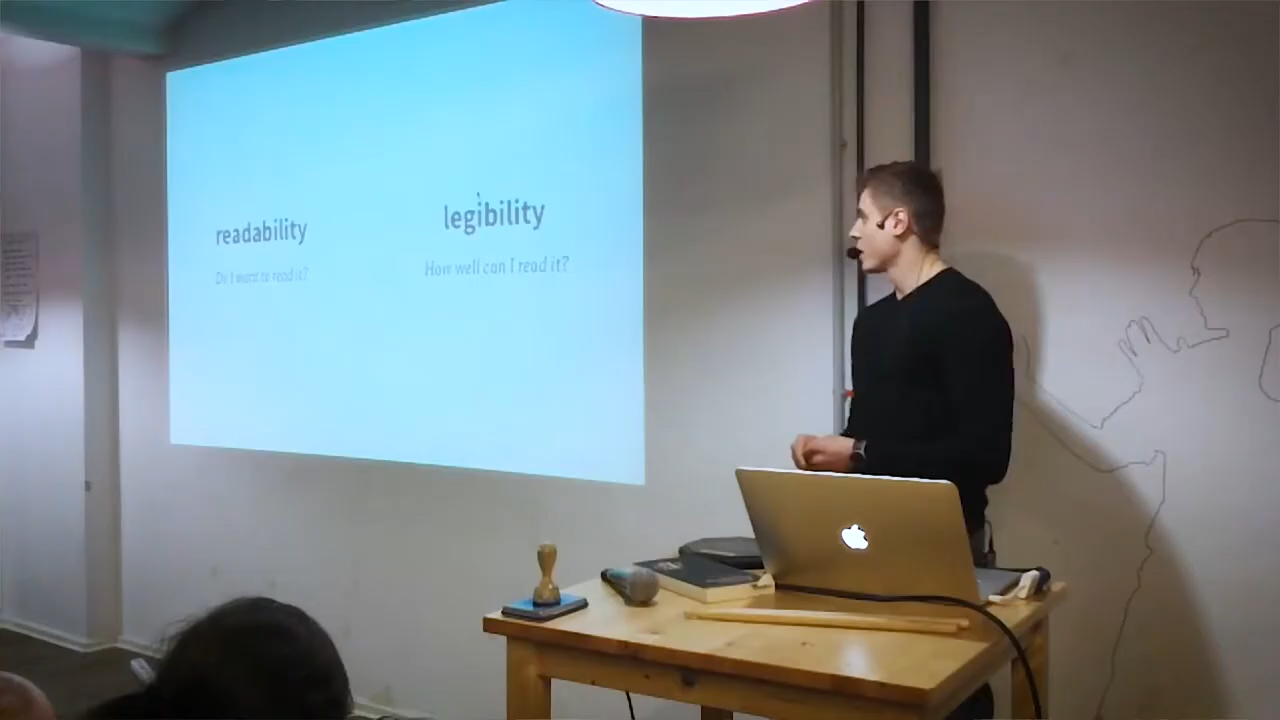 readability
Do I want to read it?
legibility
How well can I read it?